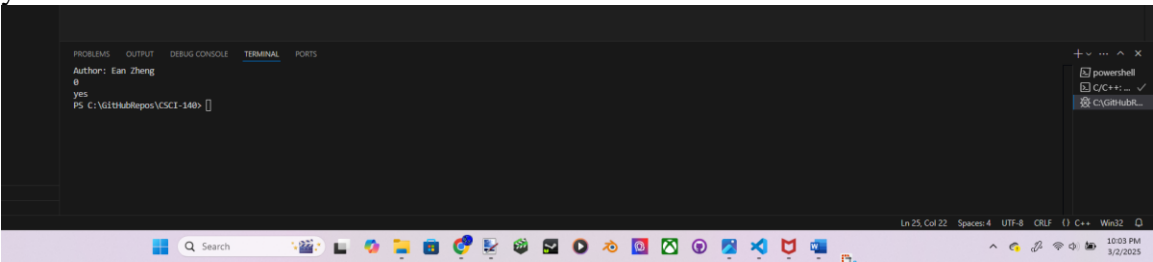 PROBLEMS OUTPUT DEBUG CONSOLE TERMINAL PORTS
Author: Ean Zheng
0
yes
PS C:\GitHubRepos\CSCI-140>
powershell
C/C++: ...
C:\GitHubR...
Ln 25, Col 22 Spaces: 4 UTF-8 CRLF {} C++ Win32
Search
10:03 PM
3/2/2025